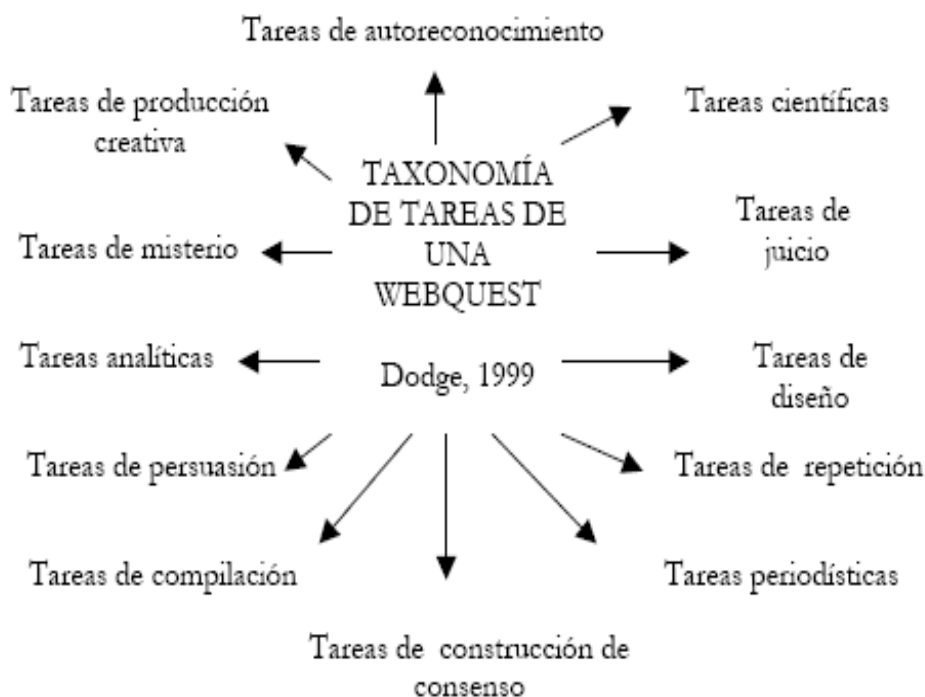 Tareas de autoreconocimiento
Tareas de producción
creativa
Tareas científicas
TAXONOMÍA
DE TAREAS DE
UNA
WEBQUEST
Tareas de misterio
Tareas de
juicio
Tareas analíticas
Dodge, 1999
Tareas de
diseño
Tareas de persuasión
Tareas de repetición
Tareas de compilación
Tareas periodísticas
Tareas de construcción de
consenso